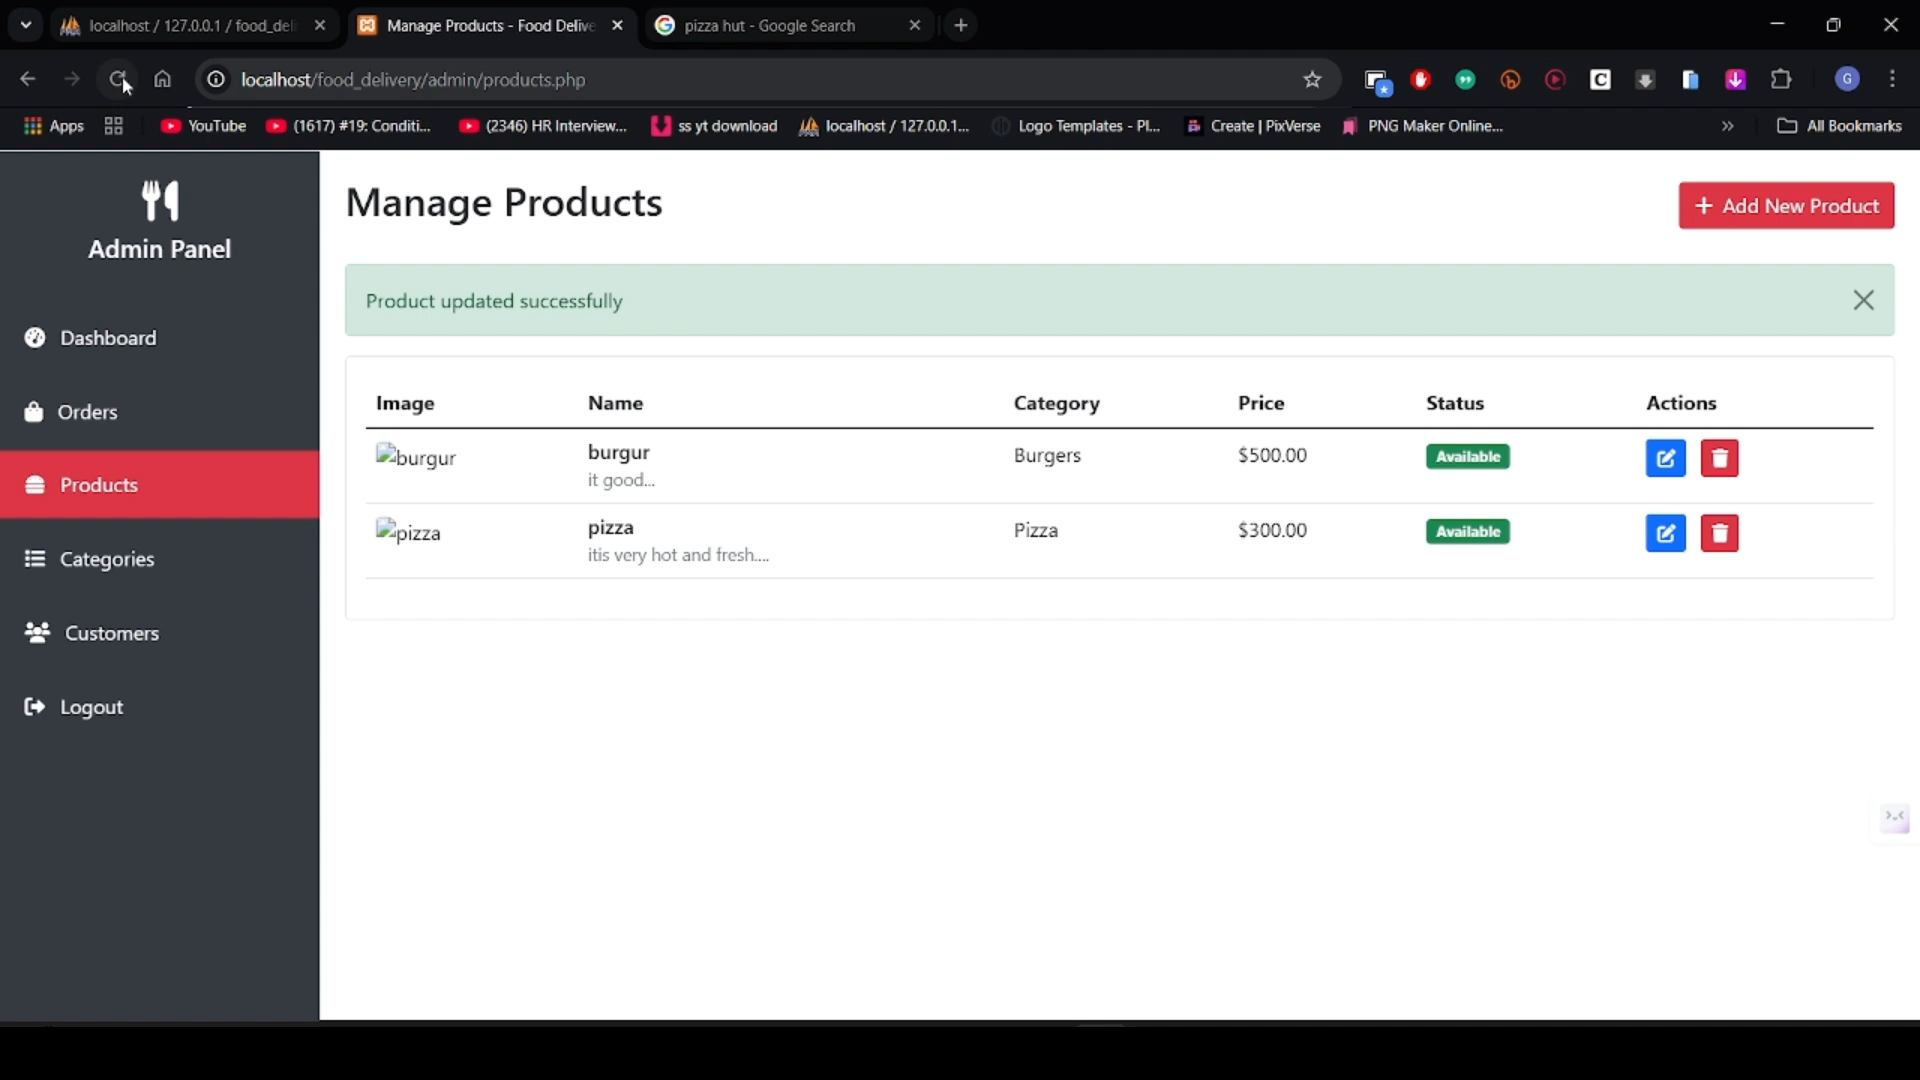 localhost / 127.0.0.1 / food_deli
Manage Products - Food Delive
pizza hut - Google Search
localhost/food_delivery/admin/products.php
G
Apps
YouTube
(1617) #19: Conditi...
(2346) HR Interview...
ss yt download
localhost / 127.0.0.1...
Logo Templates - Pl...
Create | PixVerse
PNG Maker Online...
All Bookmarks
Admin Panel
Dashboard
Orders
Products
Categories
Customers
Logout
Manage Products
Add New Product
Product updated successfully
Image Name Category Price Status Actions
burgur burgur Burgers $500.00 Available
it good...
pizza pizza Pizza $300.00 Available
itis very hot and fresh....